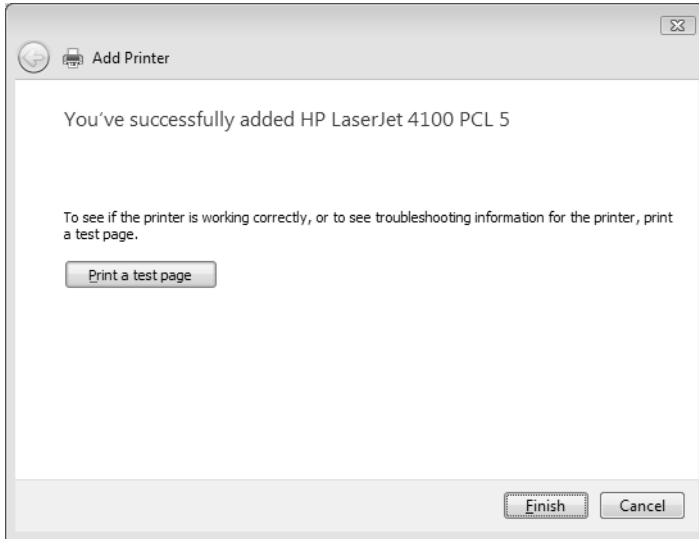 Add Printer
You've successfully added HP LaserJet 4100 PCL 5
To see if the printer is working correctly, or to see troubleshooting information for the printer, print
a test page.
Print a test page
Finish Cancel